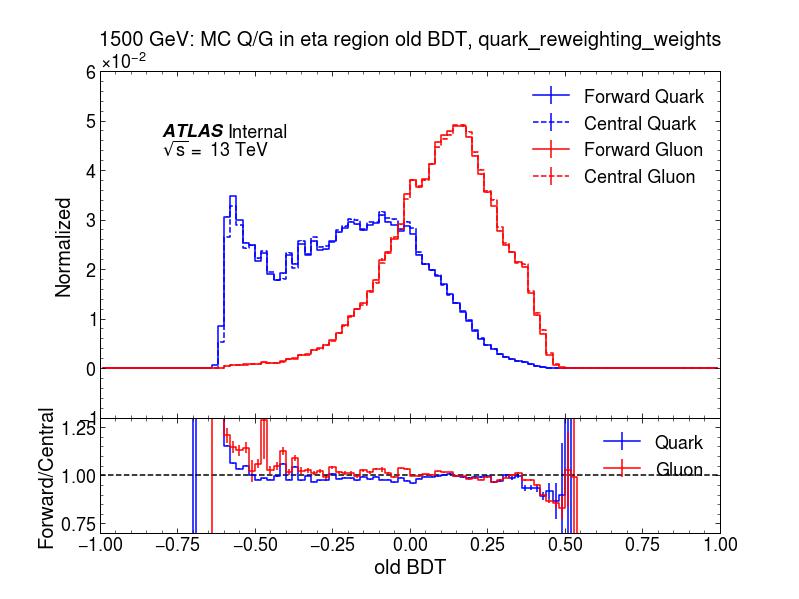 1500 GeV: MC Q/G in eta region old BDT, quark_reweighting_weights
×10⁻²
6
5
4
3
2
1
0
−1
Normalized
ATLAS Internal
√s = 13 TeV
Forward Quark
Central Quark
Forward Gluon
Central Gluon
1.25
1.00
0.75
Forward/Central
Quark
Gluon
−1.00 −0.75 −0.50 −0.25 0.00 0.25 0.50 0.75 1.00
old BDT